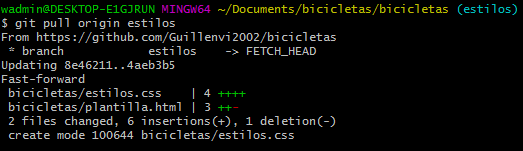 wadmin@DESKTOP-E1GJRUN MINGW64 ~/Documents/bicicletas/bicicletas (estilos)
$ git pull origin estilos
From https://github.com/Guillenvi2002/bicicletas
 * branch            estilos    -> FETCH_HEAD
Updating 8e46211..4aeb3b5
Fast-forward
 bicicletas/estilos.css    | 4 ++++
 bicicletas/plantilla.html | 3 ++-
 2 files changed, 6 insertions(+), 1 deletion(-)
 create mode 100644 bicicletas/estilos.css